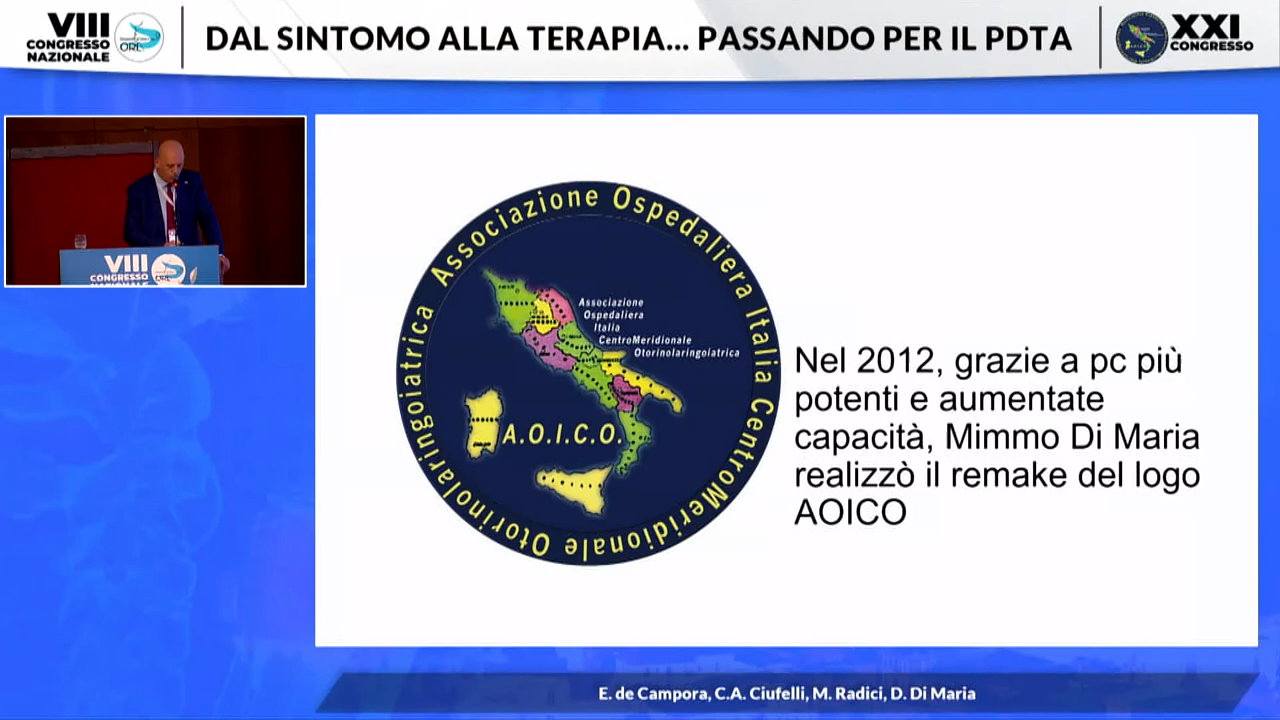 VIII
CONGRESSO
NAZIONALE
ORL
DAL SINTOMO ALLA TERAPIA... PASSANDO PER IL PDTA
XXI
CONGRESSO
VIII
CONGRESSO
NAZIONALE
ORL
Associazione Ospedaliera Italia CentroMeridionale Otorinolaringoiatrica
Associazione
Ospedaliera
Italia
CentroMeridionale
Otorinolaringoiatrica
A.O.I.C.O.
Nel 2012, grazie a pc più
potenti e aumentate
capacità, Mimmo Di Maria
realizzò il remake del logo
AOICO
E. de Campora, C.A. Ciufelli, M. Radici, D. Di Maria